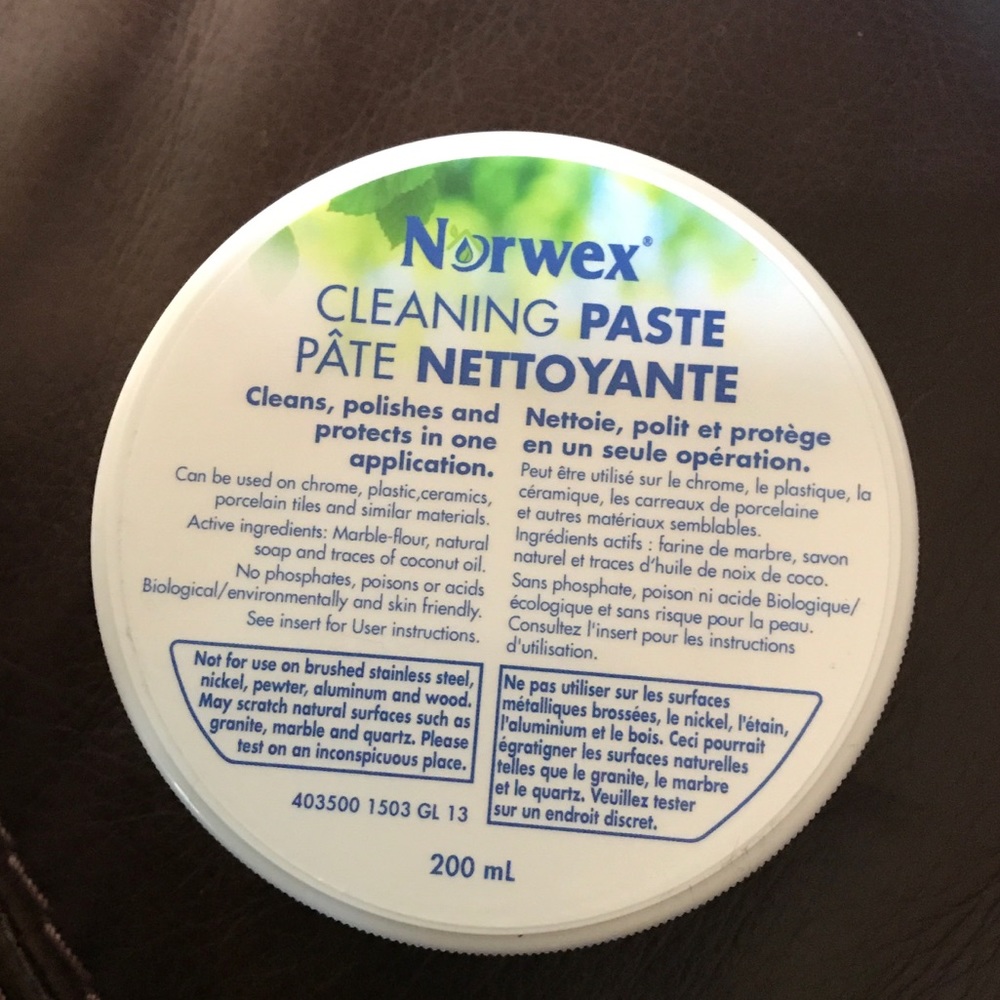 Norwex®
CLEANING PASTE
PÂTE NETTOYANTE
Cleans, polishes and
protects in one
application.
Can be used on chrome, plastic,ceramics,
porcelain tiles and similar materials.
Active ingredients: Marble-flour, natural
soap and traces of coconut oil.
No phosphates, poisons or acids
Biological/environmentally and skin friendly.
See insert for User instructions.
Not for use on brushed stainless steel,
nickel, pewter, aluminum and wood.
May scratch natural surfaces such as
granite, marble and quartz. Please
test on an inconspicuous place.
403500 1503 GL 13
Nettoie, polit et protège
en un seule opération.
Peut être utilisé sur le chrome, le plastique, la
céramique, les carreaux de porcelaine
et autres matériaux semblables.
Ingrédients actifs : farine de marbre, savon
naturel et traces d'huile de noix de coco.
Sans phosphate, poison ni acide Biologique/
écologique et sans risque pour la peau.
Consultez l'insert pour les instructions
d'utilisation.
Ne pas utiliser sur les surfaces
métalliques brossées, le nickel, l'étain,
l'aluminium et le bois. Ceci pourrait
égratigner les surfaces naturelles
telles que le granite, le marbre
et le quartz. Veuillez tester
sur un endroit discret.
200 mL